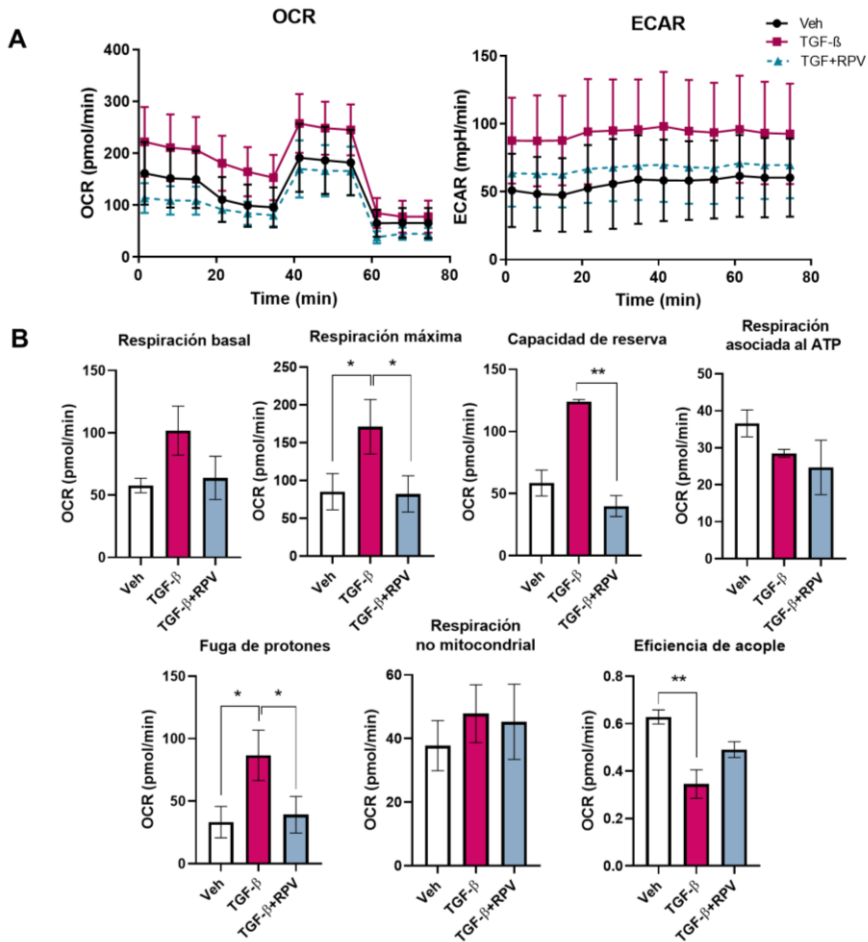 A
OCR
OCR (pmol/min)
400
300
200
100
0
0
20
40
60
80
Time (min)
ECAR
ECAR (mpH/min)
150
100
50
0
0
20
40
60
80
Time (min)
Veh
TGF-ß
TGF+RPV
B
Respiración basal
OCR (pmol/min)
150
100
50
0
Veh
TGF-β
TGF-β+RPV
Respiración máxima
OCR (pmol/min)
250
200
150
100
50
0
* *
Veh
TGF-β
TGF-β+RPV
Capacidad de reserva
OCR (pmol/min)
150
100
50
0
**
Veh
TGF-β
TGF-β+RPV
Respiración
asociada al ATP
OCR (pmol/min)
50
40
30
20
10
0
Veh
TGF-β
TGF-β+RPV
Fuga de protones
OCR (pmol/min)
150
100
50
0
* *
Veh
TGF-β
TGF-β+RPV
Respiración
no mitocondrial
OCR (pmol/min)
60
40
20
0
Veh
TGF-β
TGF-β+RPV
Eficiencia de acople
OCR (pmol/min)
0.8
0.6
0.4
0.2
0.0
**
Veh
TGF-β
TGF-β+RPV